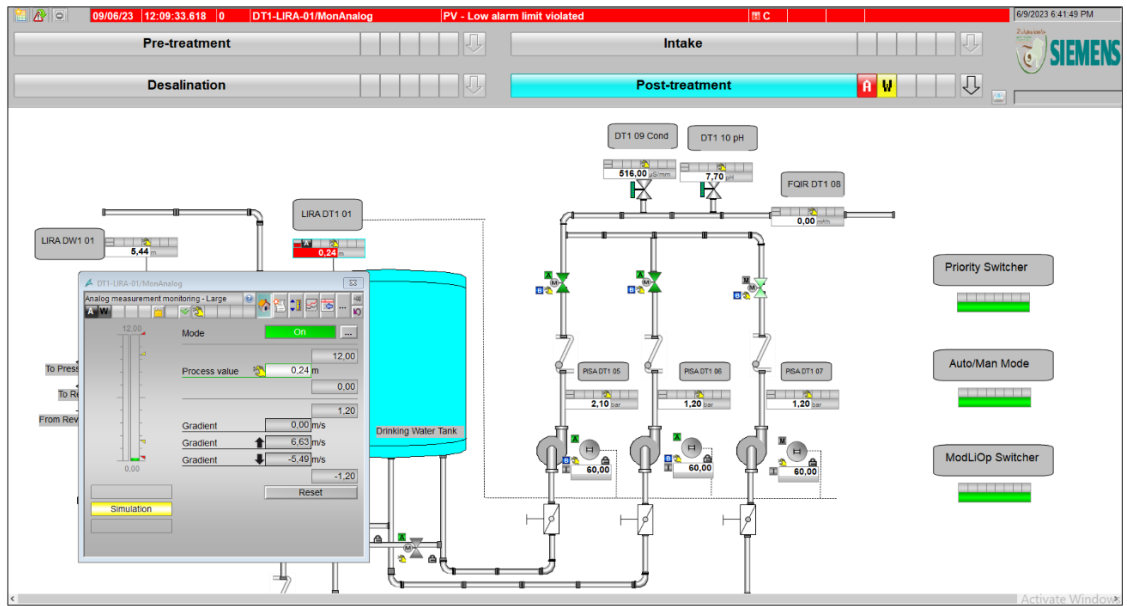 09/06/23 12:09:33.618 0 DT1-LIRA-01/MonAnalog PV - Low alarm limit violated C
6/9/2023 6:41:49 PM
Pre-treatment
Intake
SIEMENS
Desalination
Post-treatment
A W
DT1 09 Cond
DT1 10 pH
516,00 µS/mm
7,70 pH
FQIR DT1 08
0,00 m³/h
LIRA DT1 01
A
0,24 m
LIRA DW1 01
5,44 m
DT1-LIRA-01/MonAnalog
Analog measurement monitoring - Large
A W
12.00
Mode
On
...
12,00
Process value
0,24 m
0,00
1,20
Gradient
0,00 m/s
Gradient
6,63 m/s
Gradient
-5,49 m/s
-1,20
0.00
Reset
Simulation
To Press
To Re
From Rev
Drinking Water Tank
A
M
A
M
M
M
PISA DT1 05
PISA DT1 06
PISA DT1 07
2,10 bar
1,20 bar
1,20 bar
A
A
M
I
60,00
I
60,00
I
60,00
A
M
Priority Switcher
Auto/Man Mode
ModLiOp Switcher
Activate Windows